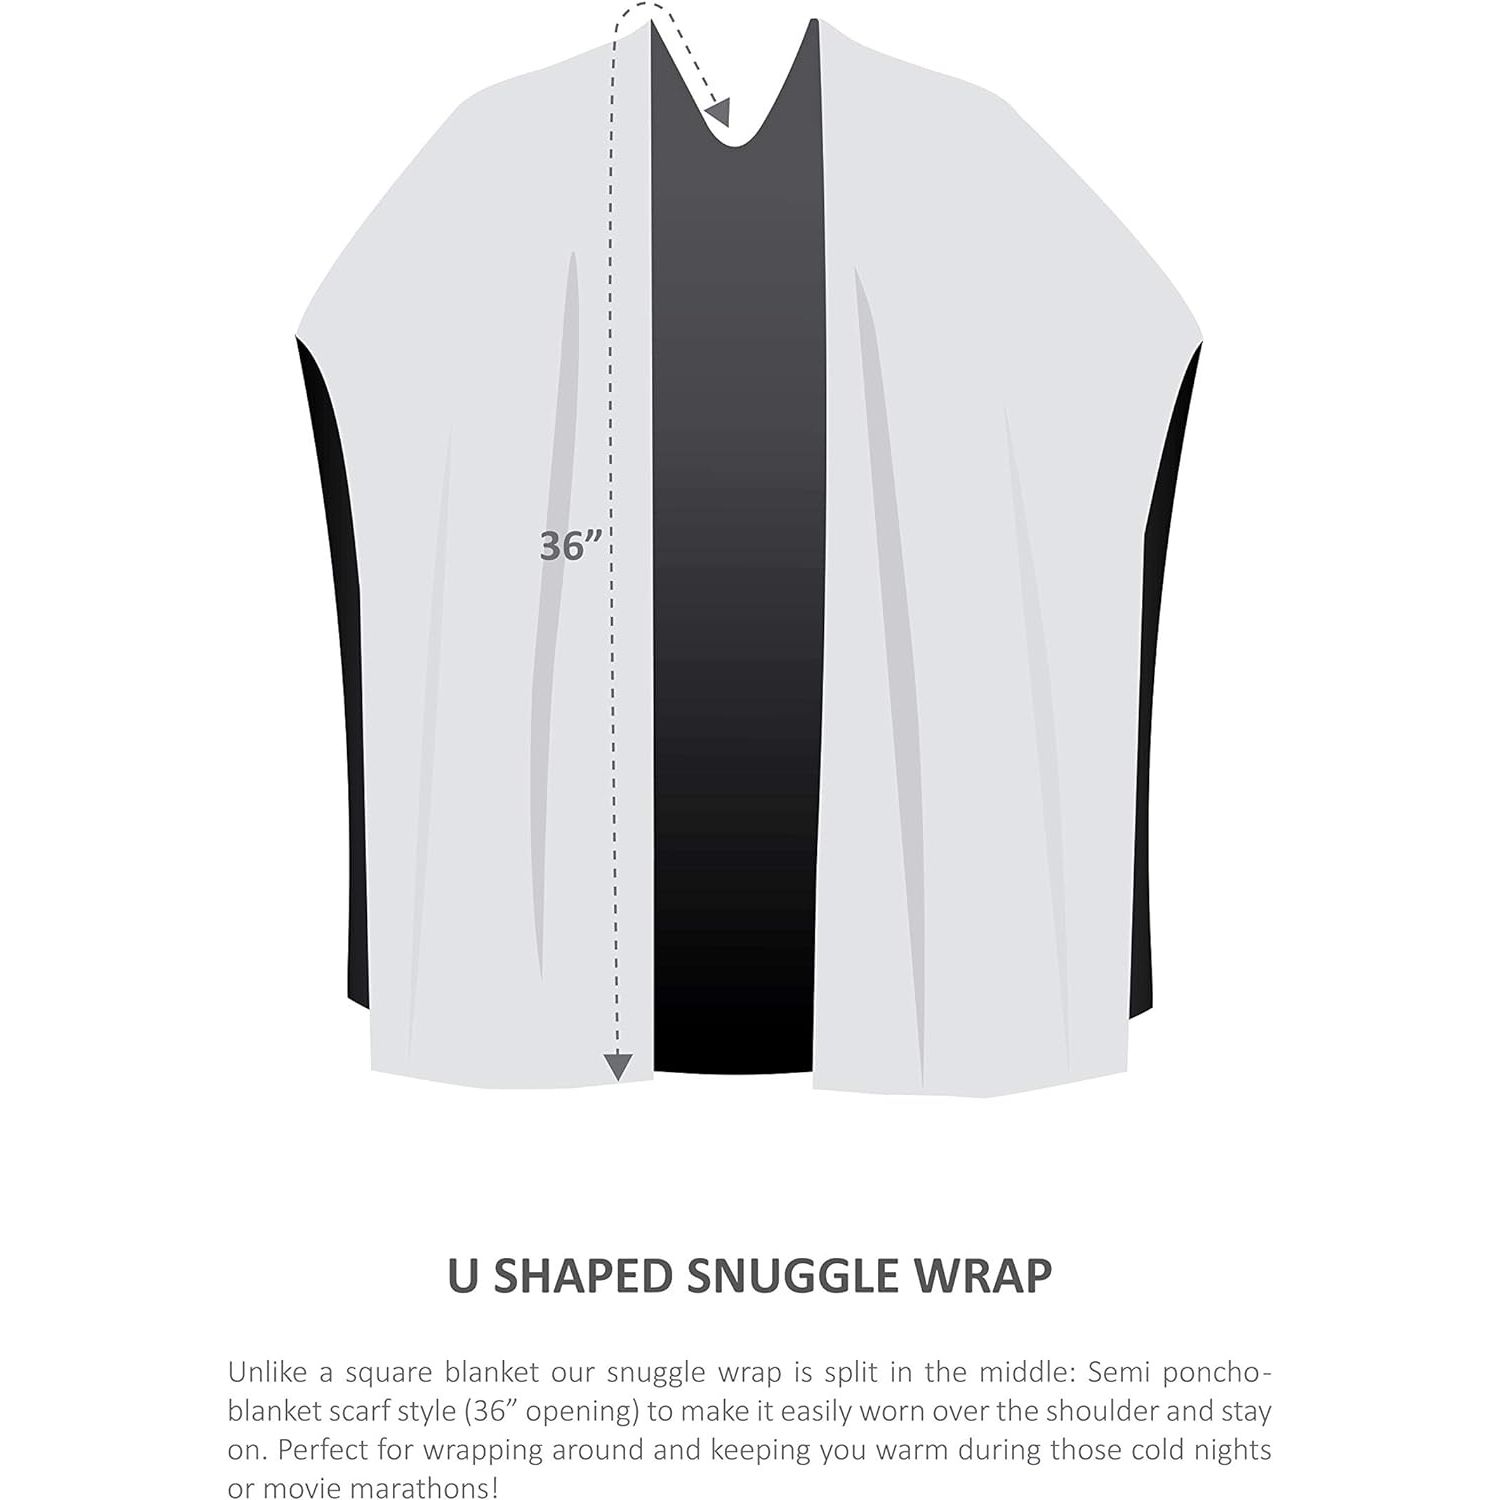 36”
U SHAPED SNUGGLE WRAP
Unlike a square blanket our snuggle wrap is split in the middle: Semi poncho-
blanket scarf style (36” opening) to make it easily worn over the shoulder and stay
on. Perfect for wrapping around and keeping you warm during those cold nights
or movie marathons!